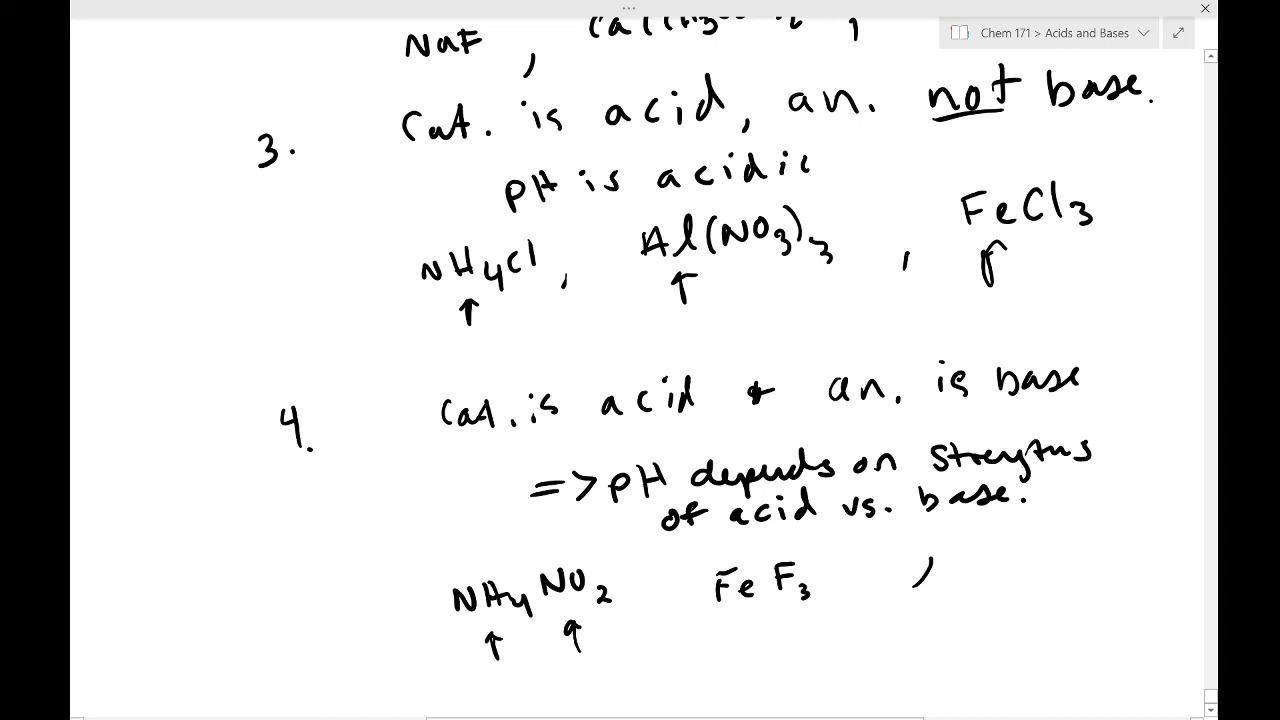 Chem 171 > Acids and Bases
NaF ,
3. Cat. is acid, an. not base.
pH is acidic
NH4Cl , Al(NO3)3 , FeCl3
4. Cat. is acid + an. is base
=> pH depends on strengths
of acid vs. base.
NH4NO2 FeF3 ,